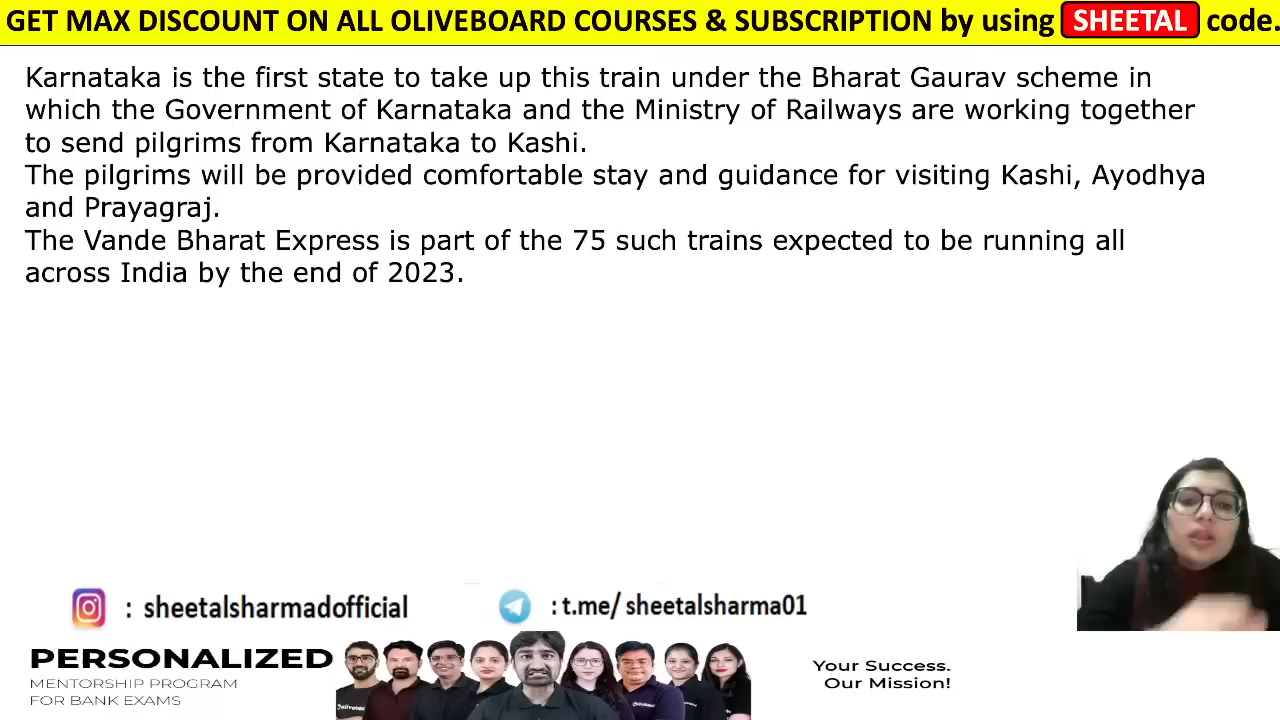 GET MAX DISCOUNT ON ALL OLIVEBOARD COURSES & SUBSCRIPTION by using SHEETAL code.
Karnataka is the first state to take up this train under the Bharat Gaurav scheme in
which the Government of Karnataka and the Ministry of Railways are working together
to send pilgrims from Karnataka to Kashi.
The pilgrims will be provided comfortable stay and guidance for visiting Kashi, Ayodhya
and Prayagraj.
The Vande Bharat Express is part of the 75 such trains expected to be running all
across India by the end of 2023.
: sheetalsharmadofficial
: t.me/ sheetalsharma01
PERSONALIZED
MENTORSHIP PROGRAM
FOR BANK EXAMS
Your Success.
Our Mission!